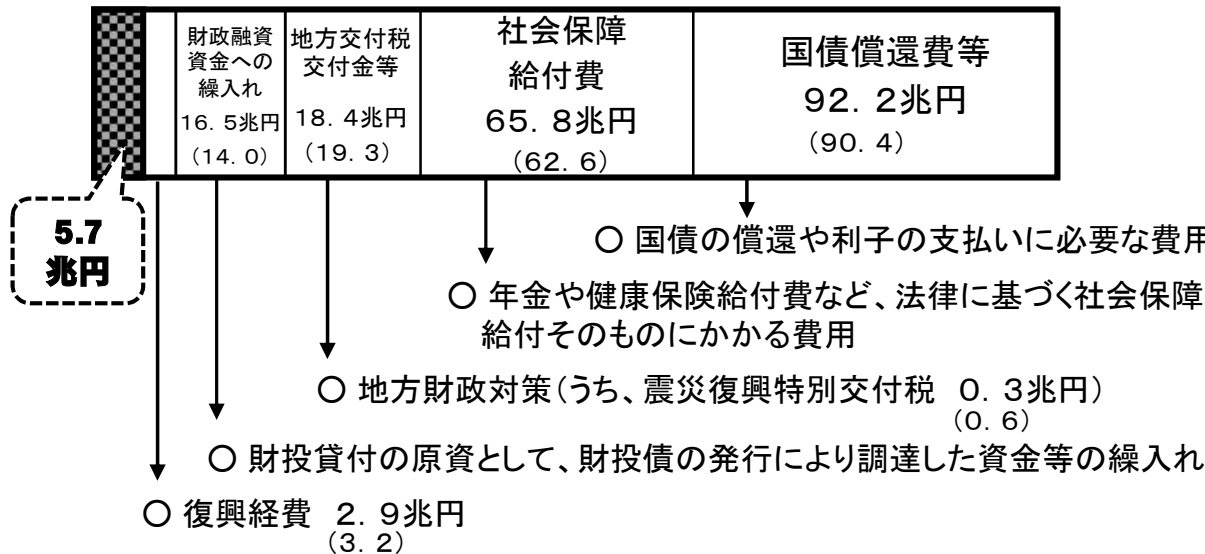 財政融資
資金への
繰入れ
16．5兆円
（14．0）
地方交付税
交付金等
18．4兆円
（19．3）
社会保障
給付費
65．8兆円
（62．6）
国債償還費等
92．2兆円
（90．4）
5.7
兆円
○ 国債の償還や利子の支払いに必要な費用
○ 年金や健康保険給付費など、法律に基づく社会保障
給付そのものにかかる費用
○ 地方財政対策（うち、震災復興特別交付税 0．3兆円）
（0．6）
○ 財投貸付の原資として、財投債の発行により調達した資金等の繰入れ
○ 復興経費 2．9兆円
（3．2）